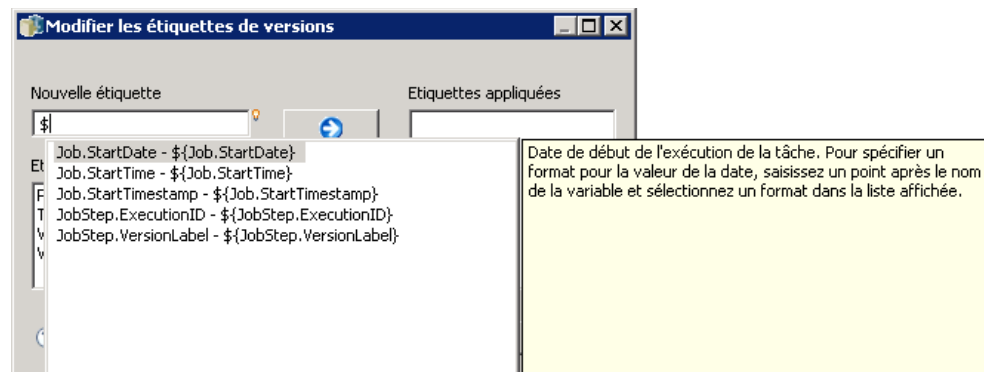 Modifier les étiquettes de versions
Nouvelle étiquette
Etiquettes appliquées
$
Job.StartDate - ${Job.StartDate}
Job.StartTime - ${Job.StartTime}
Job.StartTimestamp - ${Job.StartTimestamp}
JobStep.ExecutionID - ${JobStep.ExecutionID}
JobStep.VersionLabel - ${JobStep.VersionLabel}
Date de début de l'exécution de la tâche. Pour spécifier un
format pour la valeur de la date, saisissez un point après le nom
de la variable et sélectionnez un format dans la liste affichée.